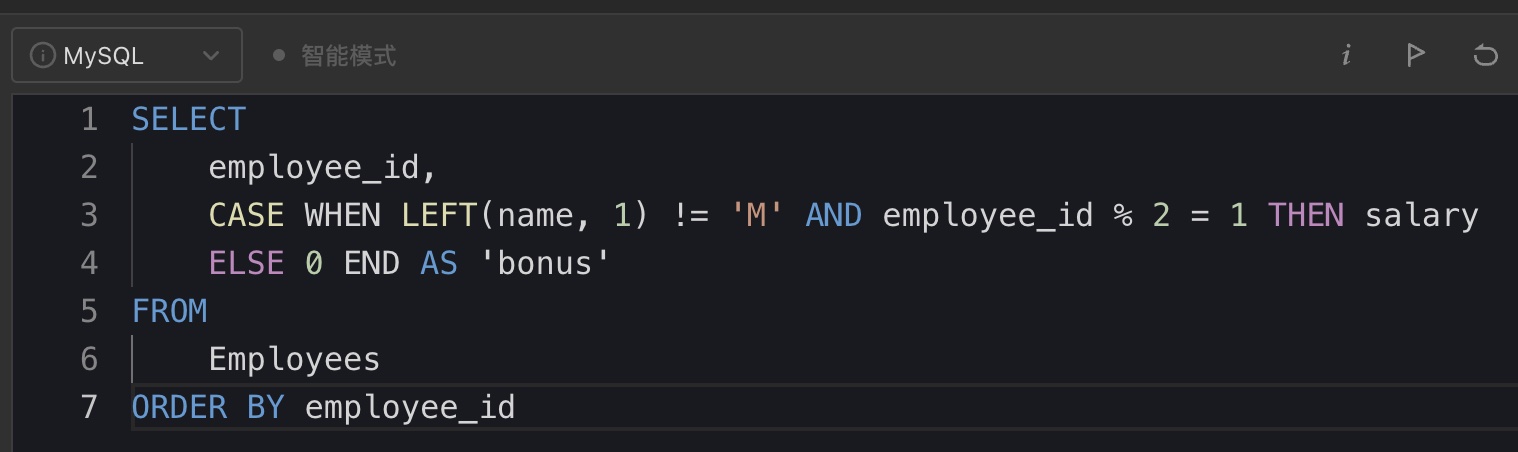 MySQL 智能模式
1 SELECT
2 employee_id,
3 CASE WHEN LEFT(name, 1) != 'M' AND employee_id % 2 = 1 THEN salary
4 ELSE 0 END AS 'bonus'
5 FROM
6 Employees
7 ORDER BY employee_id